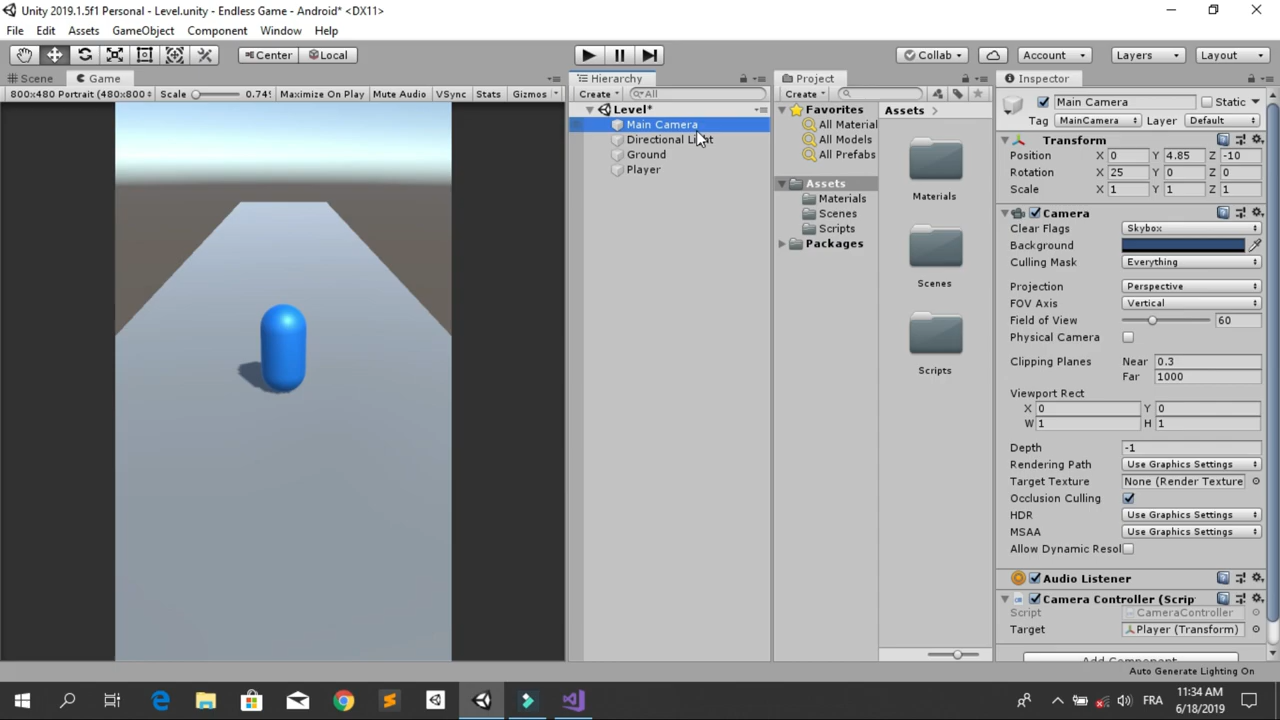 Unity 2019.1.5f1 Personal - Level.unity - Endless Game - Android* <DX11>
File Edit Assets GameObject Component Window Help
Center Local Collab Account Layers Layout
Scene Game Hierarchy Project Inspector
800x480 Portrait (480x800 Scale 0.74 Maximize On Play Mute Audio VSync Stats Gizmos
Create All
Level*
Main Camera
Directional Light
Ground
Player
Create
Favorites
All Material
All Models
All Prefabs
Assets
Materials
Scenes
Scripts
Packages
Assets
Materials
Scenes
Scripts
Main Camera Static
Tag MainCamera Layer Default
Transform
Position X 0 Y 4.85 Z -10
Rotation X 25 Y 0 Z 0
Scale X 1 Y 1 Z 1
Camera
Clear Flags Skybox
Background
Culling Mask Everything
Projection Perspective
FOV Axis Vertical
Field of View 60
Physical Camera
Clipping Planes Near 0.3
Far 1000
Viewport Rect
X 0 Y 0
W 1 H 1
Depth -1
Rendering Path Use Graphics Settings
Target Texture None (Render Texture
Occlusion Culling
HDR Use Graphics Settings
MSAA Use Graphics Settings
Allow Dynamic Resol
Audio Listener
Camera Controller (Scrip
Script CameraController
Target Player (Transform)
Add Component
Auto Generate Lighting On
FRA
11:34 AM
6/18/2019